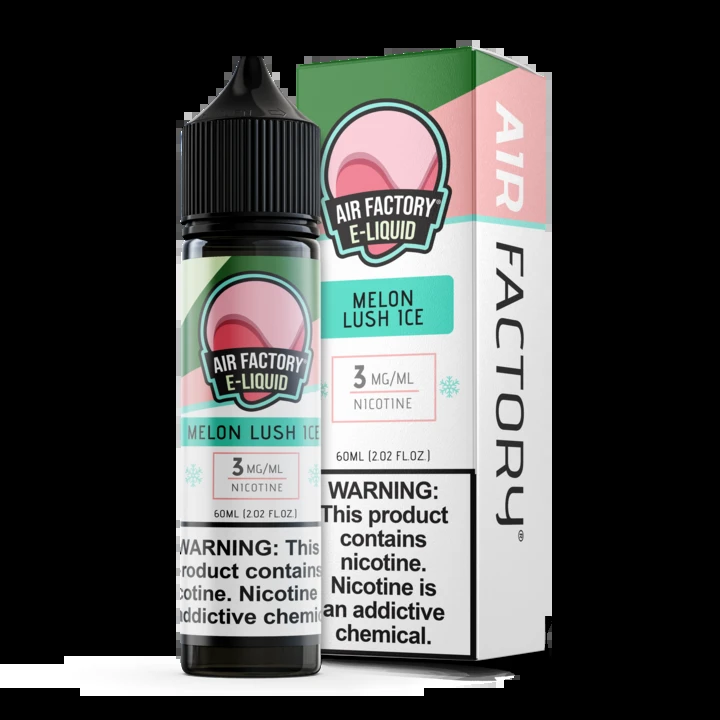 AIR FACTORY®
E-LIQUID
MELON LUSH ICE
3 MG/ML
NICOTINE
60ML (2.02 FL.OZ.)
WARNING: This
product contains
nicotine. Nicotine
addictive chemic
AIR FACTORY®
E-LIQUID
MELON
LUSH ICE
3 MG/ML
NICOTINE
60ML (2.02 FL.OZ.)
WARNING:
This product
contains
nicotine.
Nicotine is
an addictive
chemical.
AIR FACTORY®